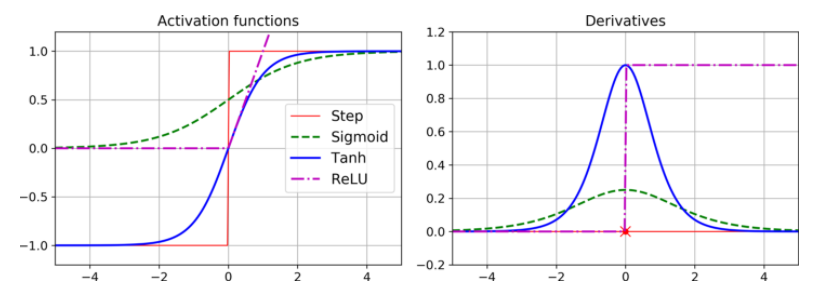 Activation functions
1.0
0.5
0.0
−0.5
−1.0
−4 −2 0 2 4
Step
Sigmoid
Tanh
ReLU
Derivatives
1.2
1.0
0.8
0.6
0.4
0.2
0.0
−0.2
−4 −2 0 2 4